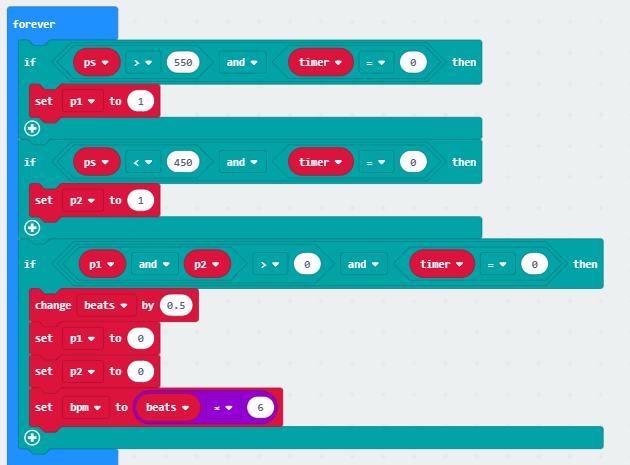 forever
if ps > 550 and timer = 0 then
set p1 to 1
if ps < 450 and timer = 0 then
set p2 to 1
if p1 and p2 > 0 and timer = 0 then
change beats by 0.5
set p1 to 0
set p2 to 0
set bpm to beats × 6